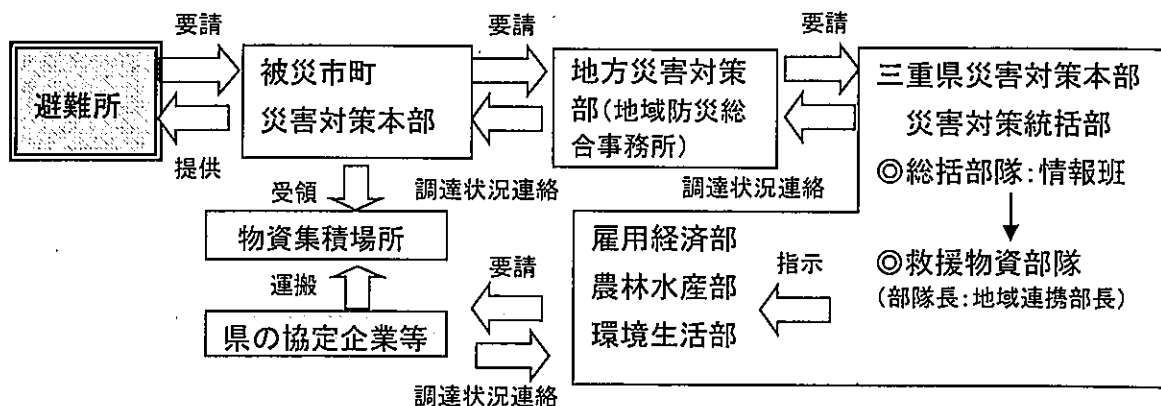 要請
要請
要請
避難所
被災市町
災害対策本部
地方災害対策
部(地域防災総
合事務所)
三重県災害対策本部
災害対策統括部
◎総括部隊:情報班
◎救援物資部隊
(部隊長:地域連携部長)
提供
受領
調達状況連絡
調達状況連絡
物資集積場所
運搬
県の協定企業等
要請
調達状況連絡
雇用経済部
農林水産部
環境生活部
指示